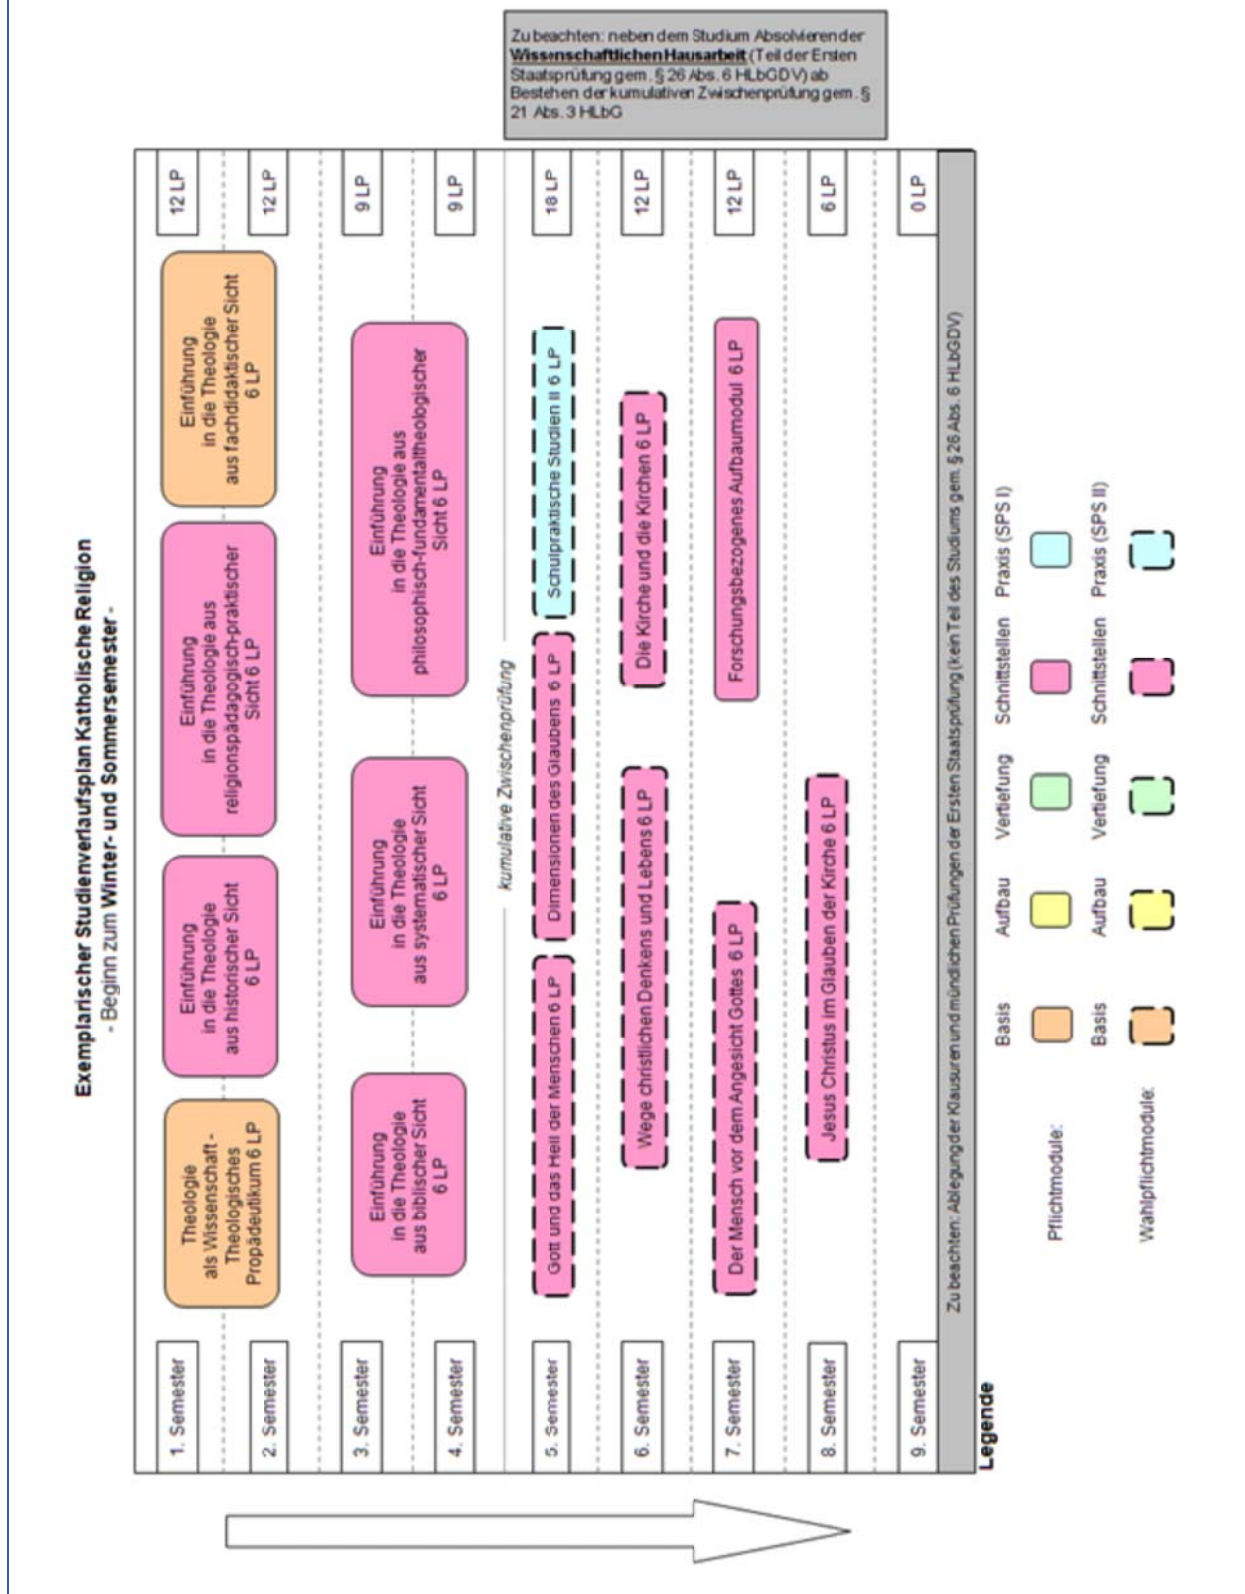 Exemplarischer Studienverlaufsplan Katholische Religion
- Beginn zum Winter- und Sommersemester -
Zu beachten: neben dem Studium Absolvieren der
Wissenschaftlichen Hausarbeit (Teil der Ersten
Staatsprüfung gem. § 26 Abs. 6 HLbGDV) ab
Bestehen der kumulativen Zwischenprüfung gem. §
21 Abs. 3 HLbG
1. Semester
Theologie
als Wissenschaft -
Theologisches
Propädeutikum 6 LP
Einführung
in die Theologie
aus historischer Sicht
6 LP
Einführung
in die Theologie aus
religionspädagogisch-praktischer
Sicht 6 LP
Einführung
in die Theologie
aus fachdidaktischer Sicht
6 LP
12 LP
2. Semester
12 LP
3. Semester
Einführung
in die Theologie
aus biblischer Sicht
6 LP
Einführung
in die Theologie
aus systematischer Sicht
6 LP
Einführung
in die Theologie aus
philosophisch-fundamentaltheologischer
Sicht 6 LP
9 LP
4. Semester
9 LP
kumulative Zwischenprüfung
5. Semester
Gott und das Heil der Menschen 6 LP
Dimensionen des Glaubens 6 LP
Schulpraktische Studien II 6 LP
18 LP
6. Semester
Wege christlichen Denkens und Lebens 6 LP
Die Kirche und die Kirchen 6 LP
12 LP
7. Semester
Der Mensch vor dem Angesicht Gottes 6 LP
Forschungsbezogenes Aufbaumodul 6 LP
12 LP
8. Semester
Jesus Christus im Glauben der Kirche 6 LP
6 LP
9. Semester
0 LP
Zu beachten: Ablegung der Klausuren und mündlichen Prüfungen der Ersten Staatsprüfung (kein Teil des Studiums gem. § 26 Abs. 6 HLbGDV)
Legende
Basis Aufbau Vertiefung Schnittstellen Praxis (SPS I)
Pflichtmodule:
Basis Aufbau Vertiefung Schnittstellen Praxis (SPS II)
Wahlpflichtmodule: